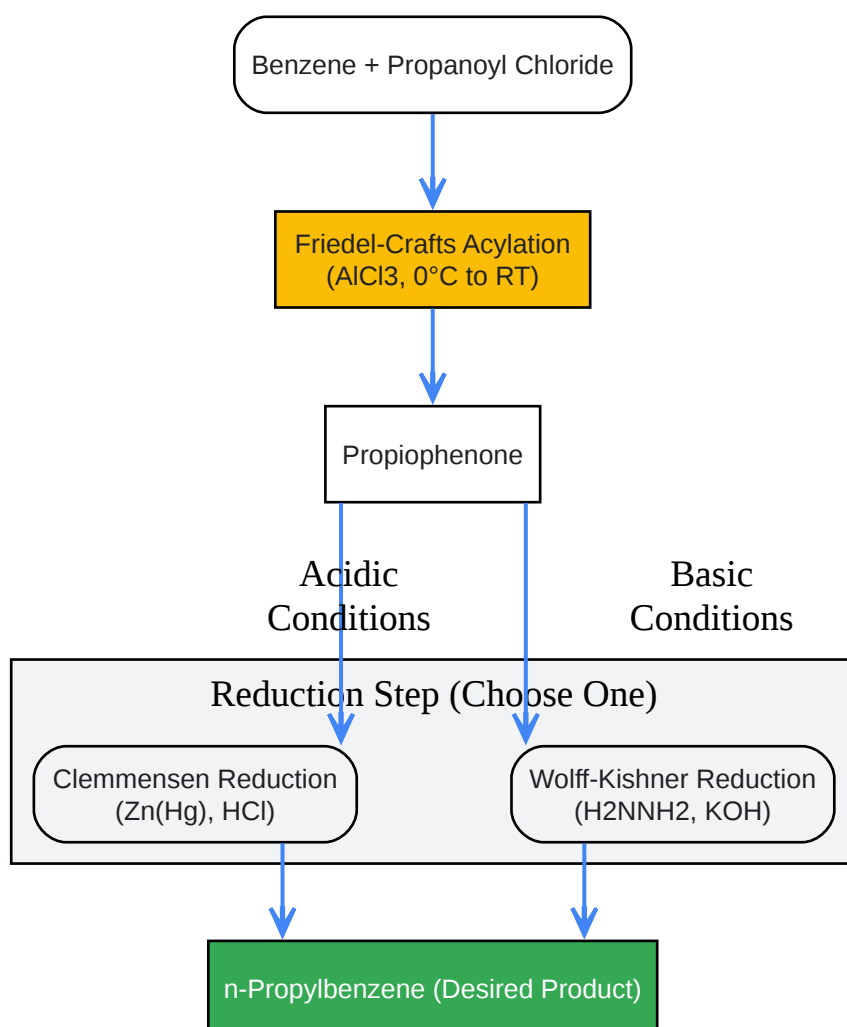 Benzene + Propanoyl Chloride
Friedel-Crafts Acylation
(AlCl3, 0°C to RT)
Propiophenone
Acidic
Conditions
Basic
Conditions
Reduction Step (Choose One)
Clemmensen Reduction
(Zn(Hg), HCl)
Wolff-Kishner Reduction
(H2NNH2, KOH)
n-Propylbenzene (Desired Product)